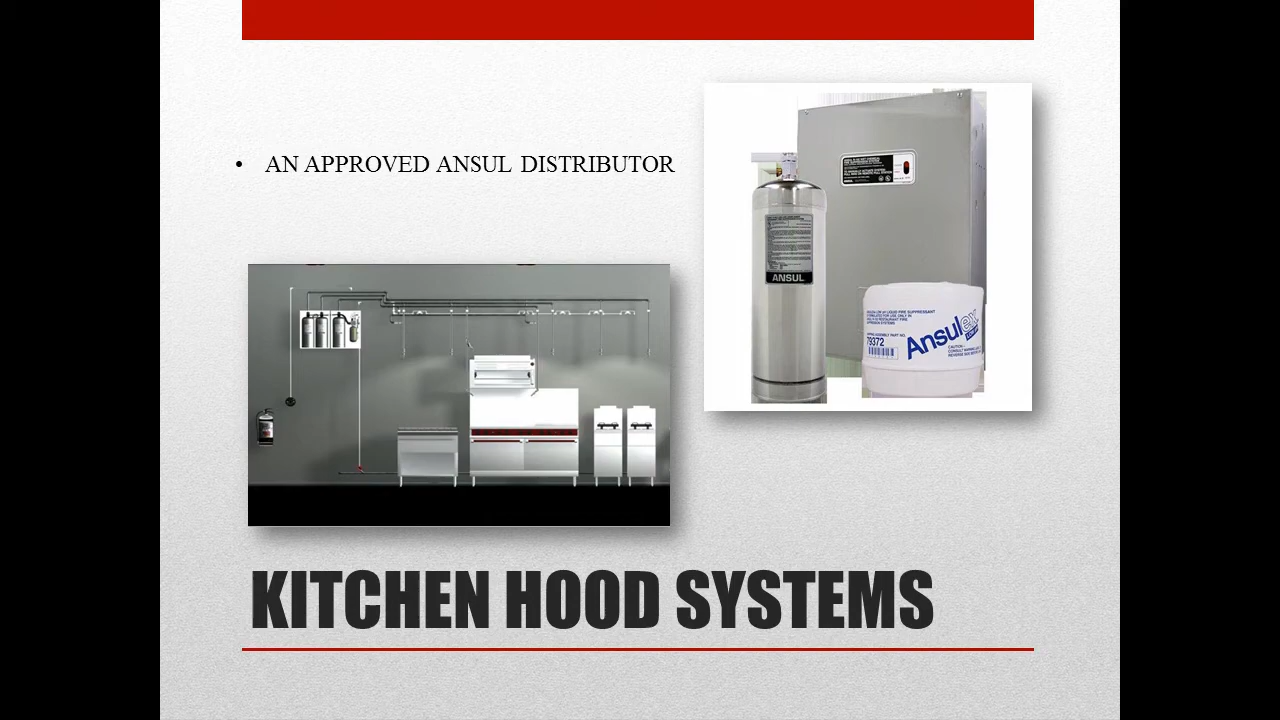 • AN APPROVED ANSUL DISTRIBUTOR
ANSUL
Ansulex
79372
KITCHEN HOOD SYSTEMS